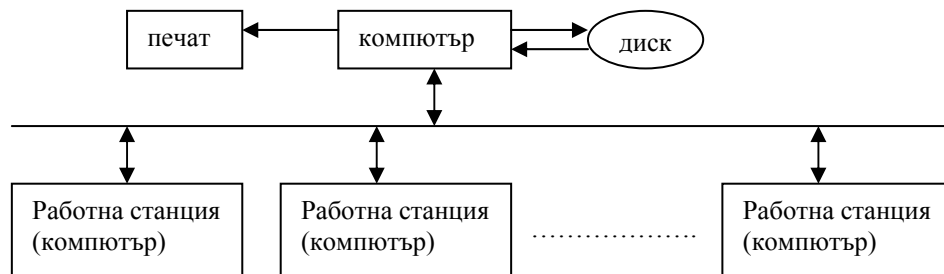 печат
компютър
диск
Работна станция
(компютър)
Работна станция
(компютър)
Работна станция
(компютър)